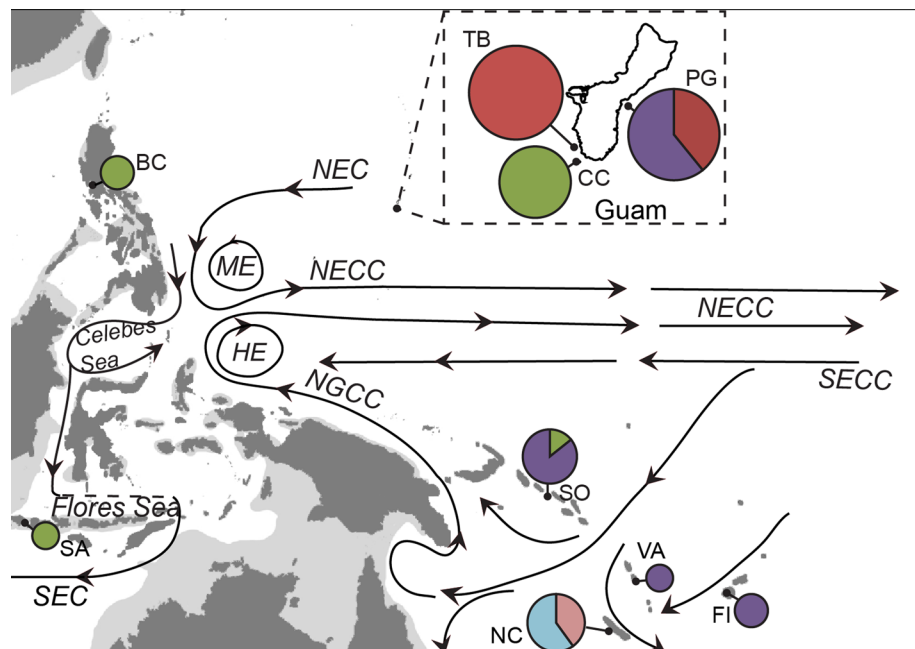 TB
PG
CC
Guam
BC
NEC
ME
NECC
NECC
Celebes
Sea
HE
NGCC
SECC
SO
Flores Sea
SA
SEC
VA
FI
NC